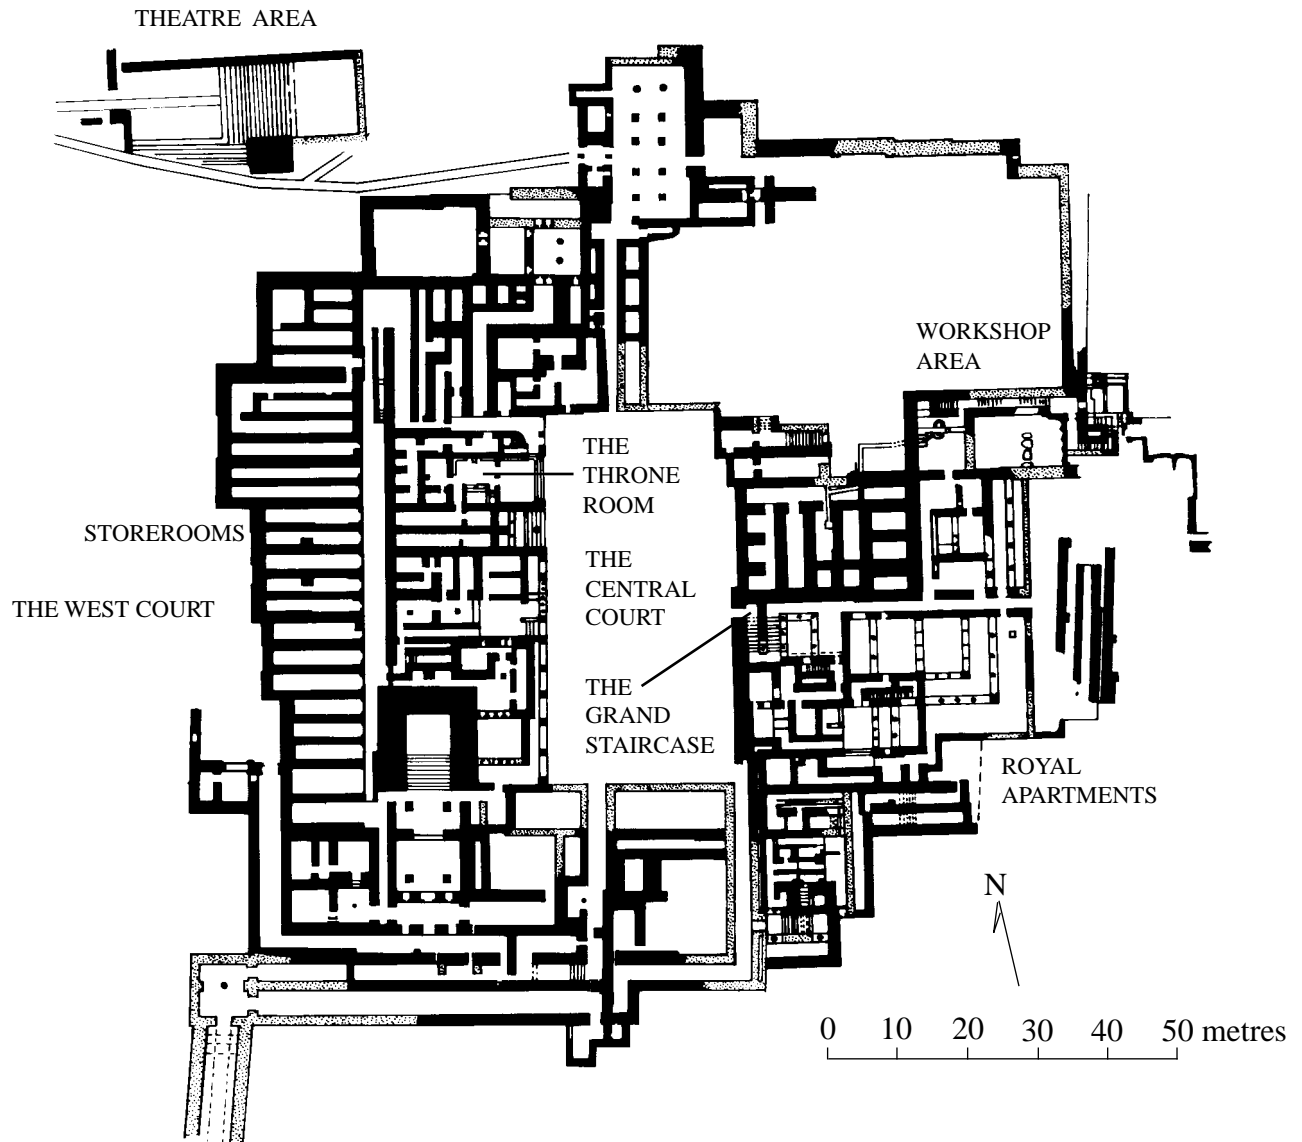 THEATRE AREA
WORKSHOP
AREA
THE
THRONE
ROOM
STOREROOMS
THE
CENTRAL
COURT
THE WEST COURT
THE
GRAND
STAIRCASE
ROYAL
APARTMENTS
N
0 10 20 30 40 50 metres